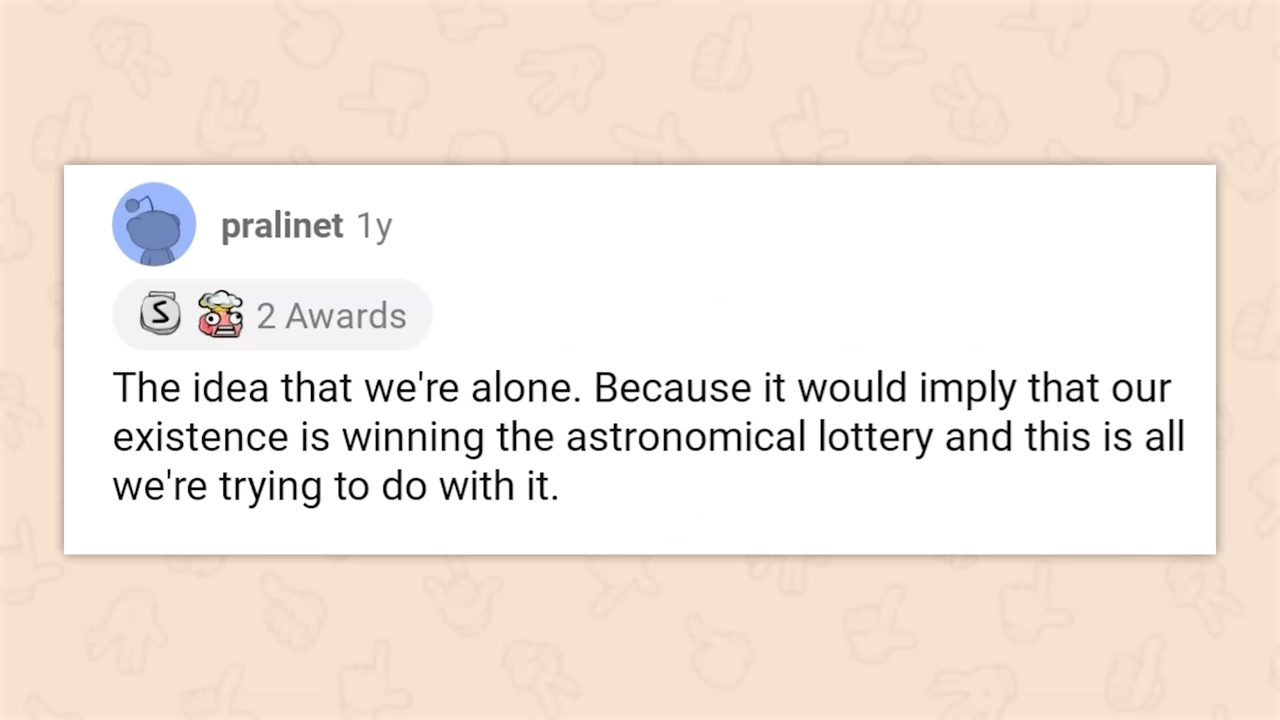 pralinet 1y
S 2 Awards
The idea that we're alone. Because it would imply that our
existence is winning the astronomical lottery and this is all
we're trying to do with it.